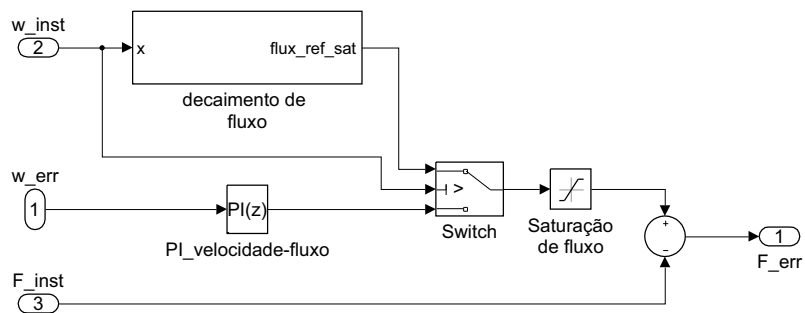 w_inst
2
x
flux_ref_sat
decaimento de
fluxo
w_err
1
PI(z)
PI_velocidade-fluxo
>
Switch
Saturação
de fluxo
+
−
1
F_err
F_inst
3